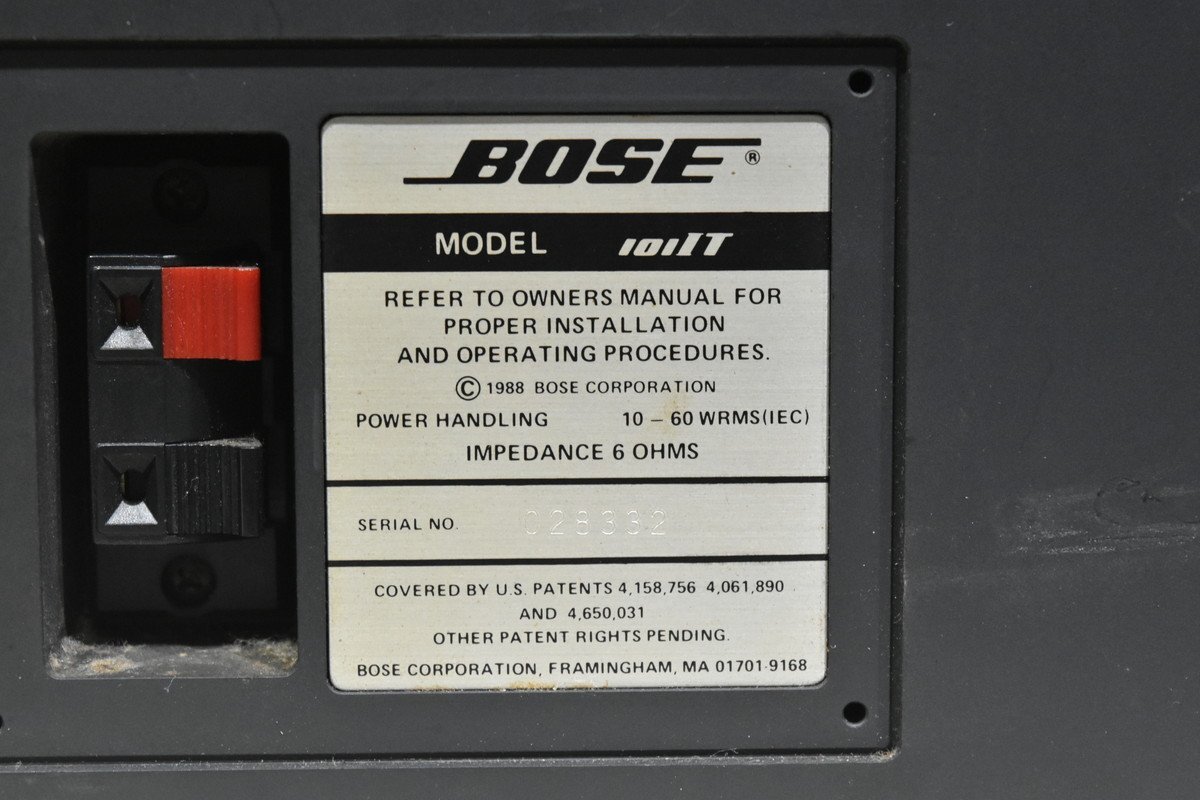 BOSE®
MODEL 101IT
REFER TO OWNERS MANUAL FOR
PROPER INSTALLATION
AND OPERATING PROCEDURES.
© 1988 BOSE CORPORATION
POWER HANDLING 10 – 60 WRMS(IEC)
IMPEDANCE 6 OHMS
SERIAL NO. 028332
COVERED BY U.S. PATENTS 4,158,756 4,061,890
AND 4,650,031
OTHER PATENT RIGHTS PENDING.
BOSE CORPORATION, FRAMINGHAM, MA 01701-9168